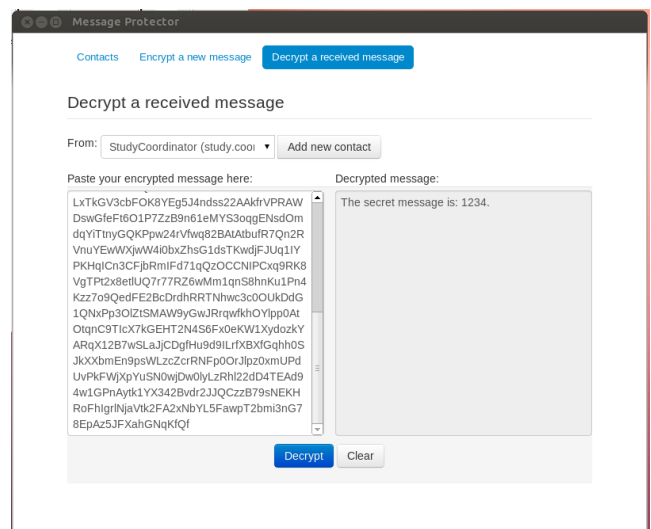 Message Protector
Contacts Encrypt a new message Decrypt a received message
Decrypt a received message
From: StudyCoordinator (study.coor Add new contact
Paste your encrypted message here: Decrypted message:
LxTkGV3cbFOK8YEg5J4ndss22AAkfrVPRAW
The secret message is: 1234.
DswGfeFt6O1P7ZzB9n61eMYS3oqgENsdOm
dqYiTtnyGQKPpw24rVfwq82BAtAtbufR7Qn2R
VnuYEwWXjwW4i0bxZhsG1dsTKwdjFJUq1IY
PKHqICn3CFjbRmIFd71qQzOCCNIPCxq9RK8
VgTPt2x8etlUQ7r77RZ6wMm1qnS8hnKu1Pn4
Kzz7o9QedFE2BcDrdhRRTNhwc3c0OUkDdG
1QNxPp3OlZtSMAW9yGwJRrqwfkhOYlpp0At
OtqnC9TIcX7kGEHT2N4S6Fx0eKW1XydozkY
ARqX12B7wSLaJjCDgfHu9d9ILrfXBXfGqhh0S
JkXXbmEn9psWLzcZcrRNFp0OrJlpz0xmUPd
UvPkFWjXpYuSN0wjDw0lyLzRhl22dD4TEAd9
4w1GPnAytk1YX342Bvdr2JJQCzzB79sNEKH
RoFhIgrlNjaVtk2FA2xNbYL5FawpT2bmi3nG7
8EpAz5JFXahGNqKfQf
Decrypt Clear